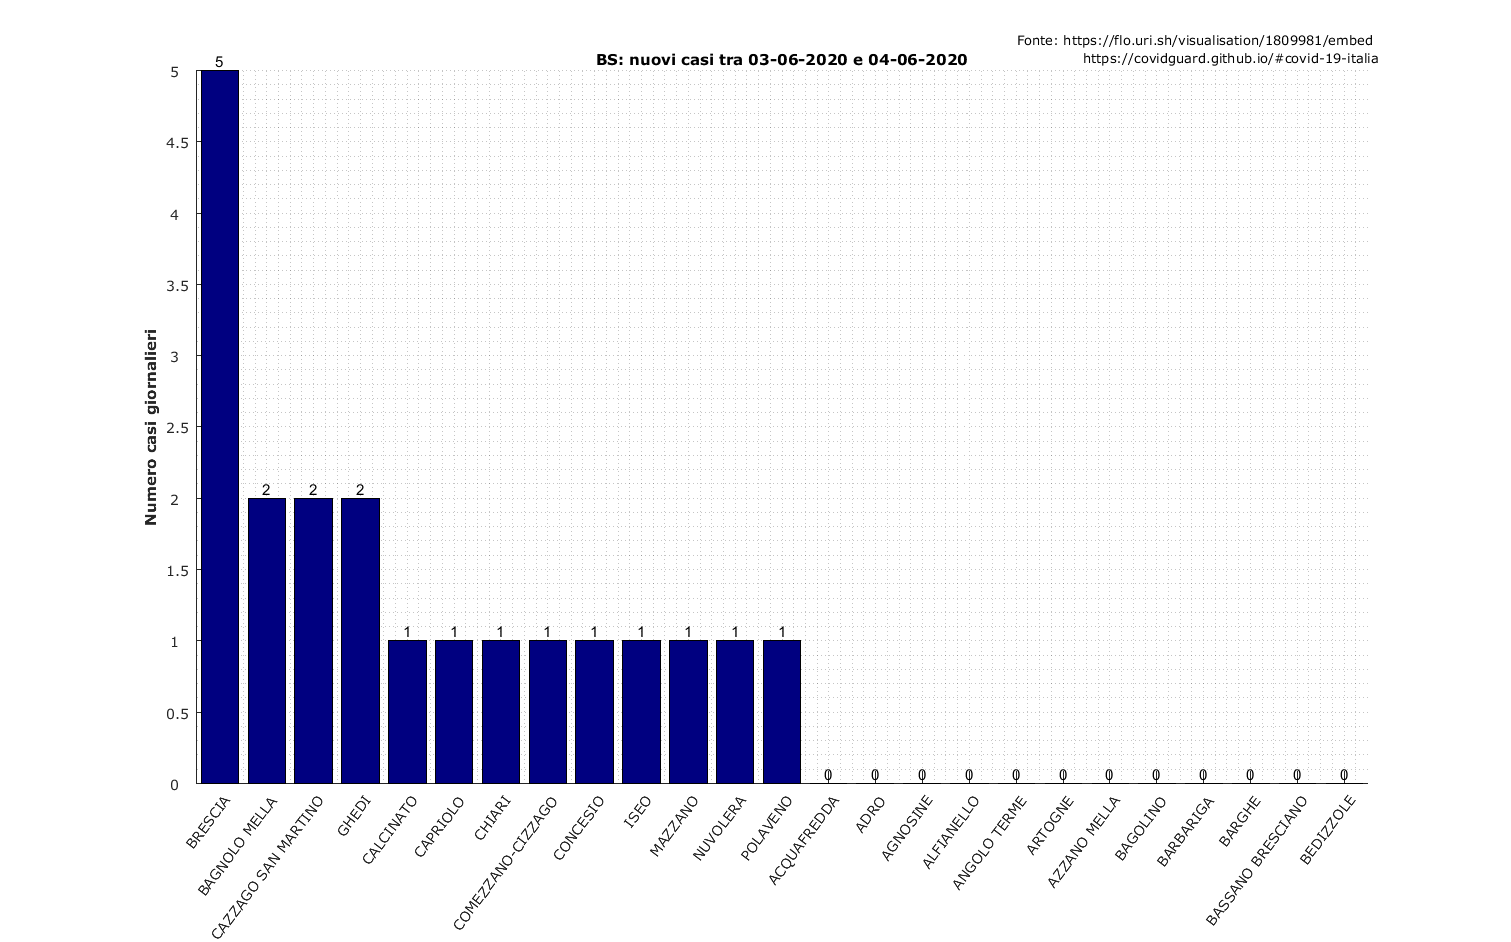 Fonte: https://flo.uri.sh/visualisation/1809981/embed
https://covidguard.github.io/#covid-19-italia
BS: nuovi casi tra 03-06-2020 e 04-06-2020
Numero casi giornalieri
5
4.5
4
3.5
3
2.5
2
1.5
1
0.5
0
5
2
2
2
1
1
1
1
1
1
1
1
1
0
0
0
0
0
0
0
0
0
0
0
0
BRESCIA
BAGNOLO MELLA
CAZZAGO SAN MARTINO
GHEDI
CALCINATO
CAPRIOLO
CHIARI
COMEZZANO-CIZZAGO
CONCESIO
ISEO
MAZZANO
NUVOLERA
POLAVENO
ACQUAFREDDA
ADRO
AGNOSINE
ALFIANELLO
ANGOLO TERME
ARTOGNE
AZZANO MELLA
BAGOLINO
BARBARIGA
BARGHE
BASSANO BRESCIANO
BEDIZZOLE